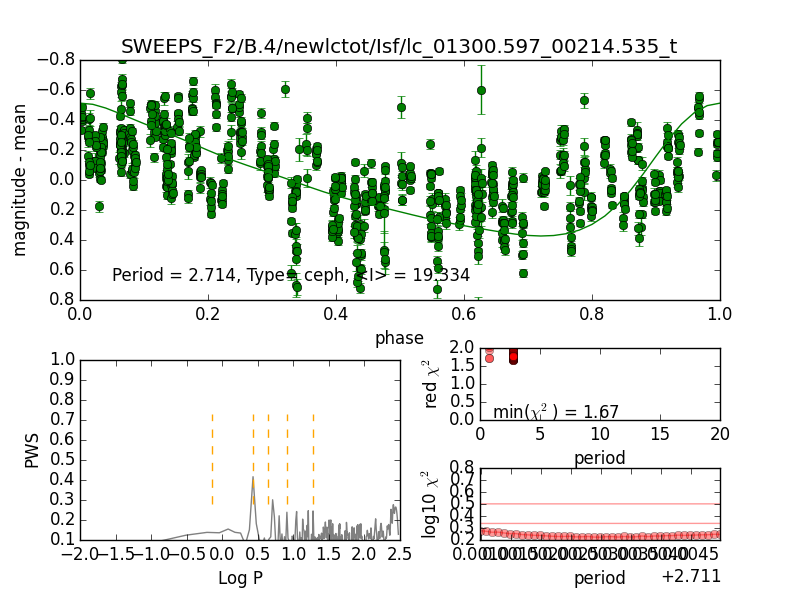 SWEEPS_F2/B.4/newlctot/lsf/lc_01300.597_00214.535_t
−0.8
−0.6
−0.4
−0.2
0.0
0.2
0.4
0.6
0.8
magnitude - mean
Period = 2.714, Type= ceph, <I> = 19.334
0.0 0.2 0.4 0.6 0.8 1.0
phase
1.0
0.9
0.8
0.7
0.6
0.5
0.4
0.3
0.2
0.1
PWS
−2.0 −1.5 −1.0 −0.5 0.0 0.5 1.0 1.5 2.0 2.5
Log P
2.0
1.5
1.0
0.5
0.0
red χ²
min(χ²) = 1.67
0 5 10 15 20
period
0.8
0.7
0.6
0.5
0.4
0.3
0.2
log10 χ²
period
+2.711